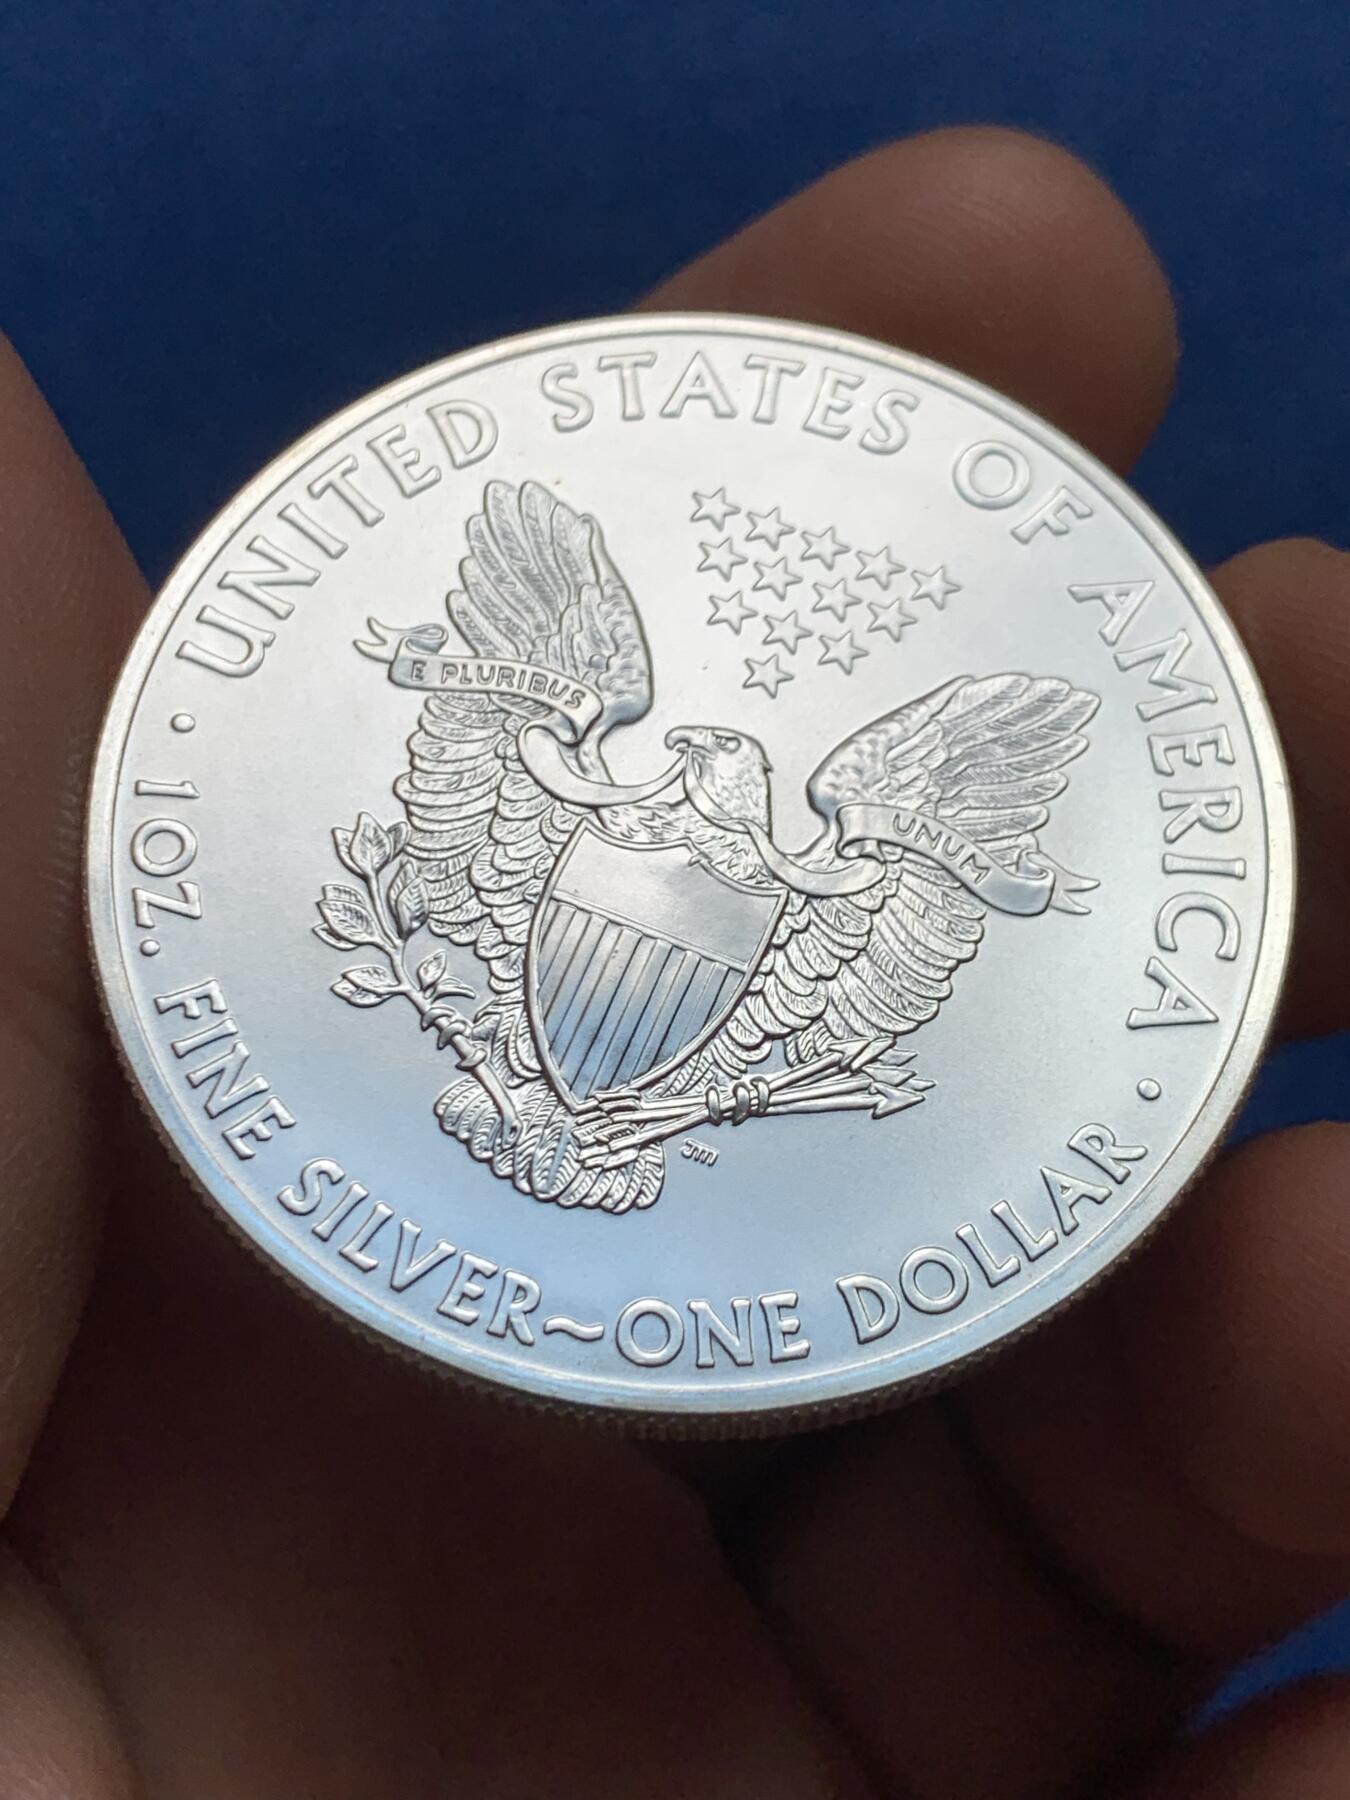 UNITED STATES OF AMERICA
E PLURIBUS
UNUM
JM
· 1 OZ. FINE SILVER~ONE DOLLAR ·